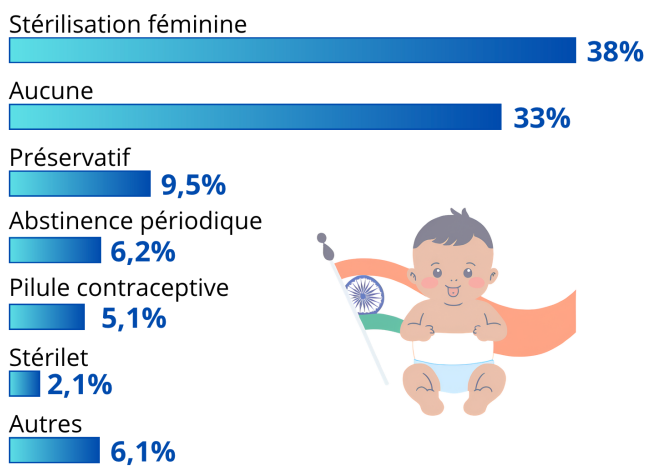 Stérilisation féminine
38%
Aucune
33%
Préservatif
9,5%
Abstinence périodique
6,2%
Pilule contraceptive
5,1%
Stérilet
2,1%
Autres
6,1%